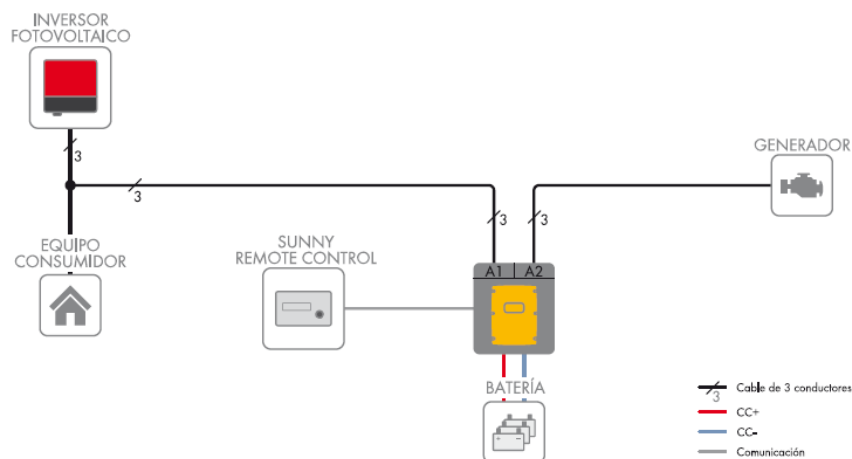 INVERSOR
FOTOVOLTAICO
3
3
GENERADOR
3
3
EQUIPO
CONSUMIDOR
SUNNY
REMOTE CONTROL
A1
A2
BATERÍA
3
Cable de 3 conductores
CC+
CC-
Comunicación